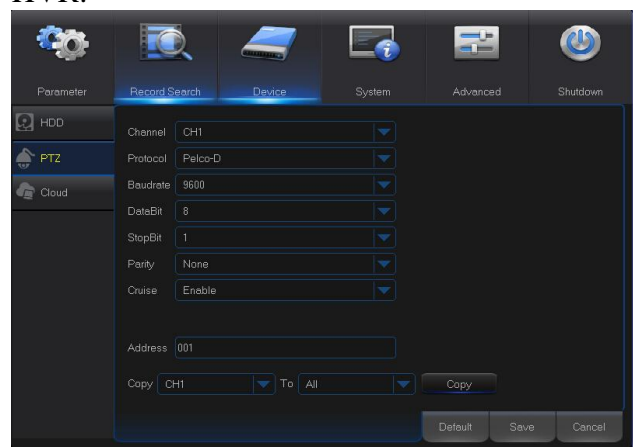 HVR.
Parameter Record Search Device System Advanced Shutdown
HDD
PTZ
Cloud
Channel CH1
Protocol Pelco-D
Baudrate 9600
DataBit 8
StopBit 1
Parity None
Cruise Enable
Address 001
Copy CH1 To All Copy
Default Save Cancel